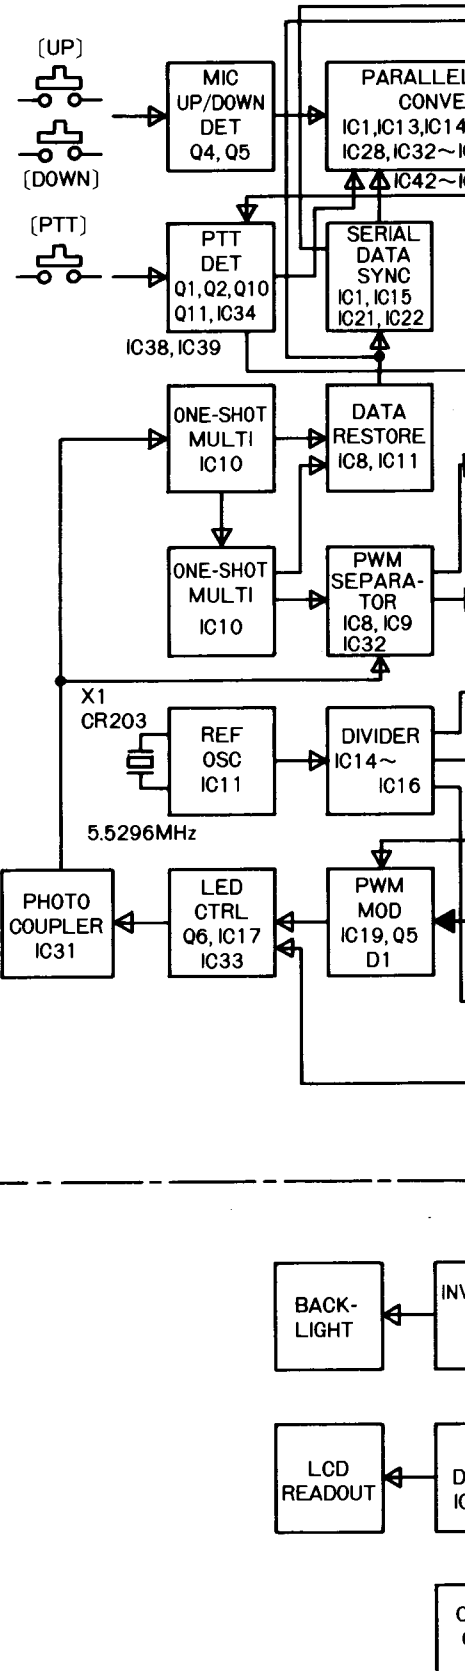 (UP)
(DOWN)
(PTT)
MIC
UP/DOWN
DET
Q4, Q5
PARALLEL
IC1, IC13, IC14
IC28, IC32~
IC42~
PTT
DET
Q1, Q2, Q10
Q11, IC34
IC38, IC39
SERIAL
DATA
SYNC
IC1, IC15
IC21, IC22
ONE-SHOT
MULTI
IC10
DATA
RESTORE
IC8, IC11
ONE-SHOT
MULTI
IC10
PWM
SEPARA-
TOR
IC8, IC9
IC32
X1
CR203
5.5296MHz
REF
OSC
IC11
DIVIDER
IC14~
IC16
PHOTO
COUPLER
IC31
LED
CTRL
Q6, IC17
IC33
PWM
MOD
IC19, Q5
D1
BACK-
LIGHT
LCD
READOUT